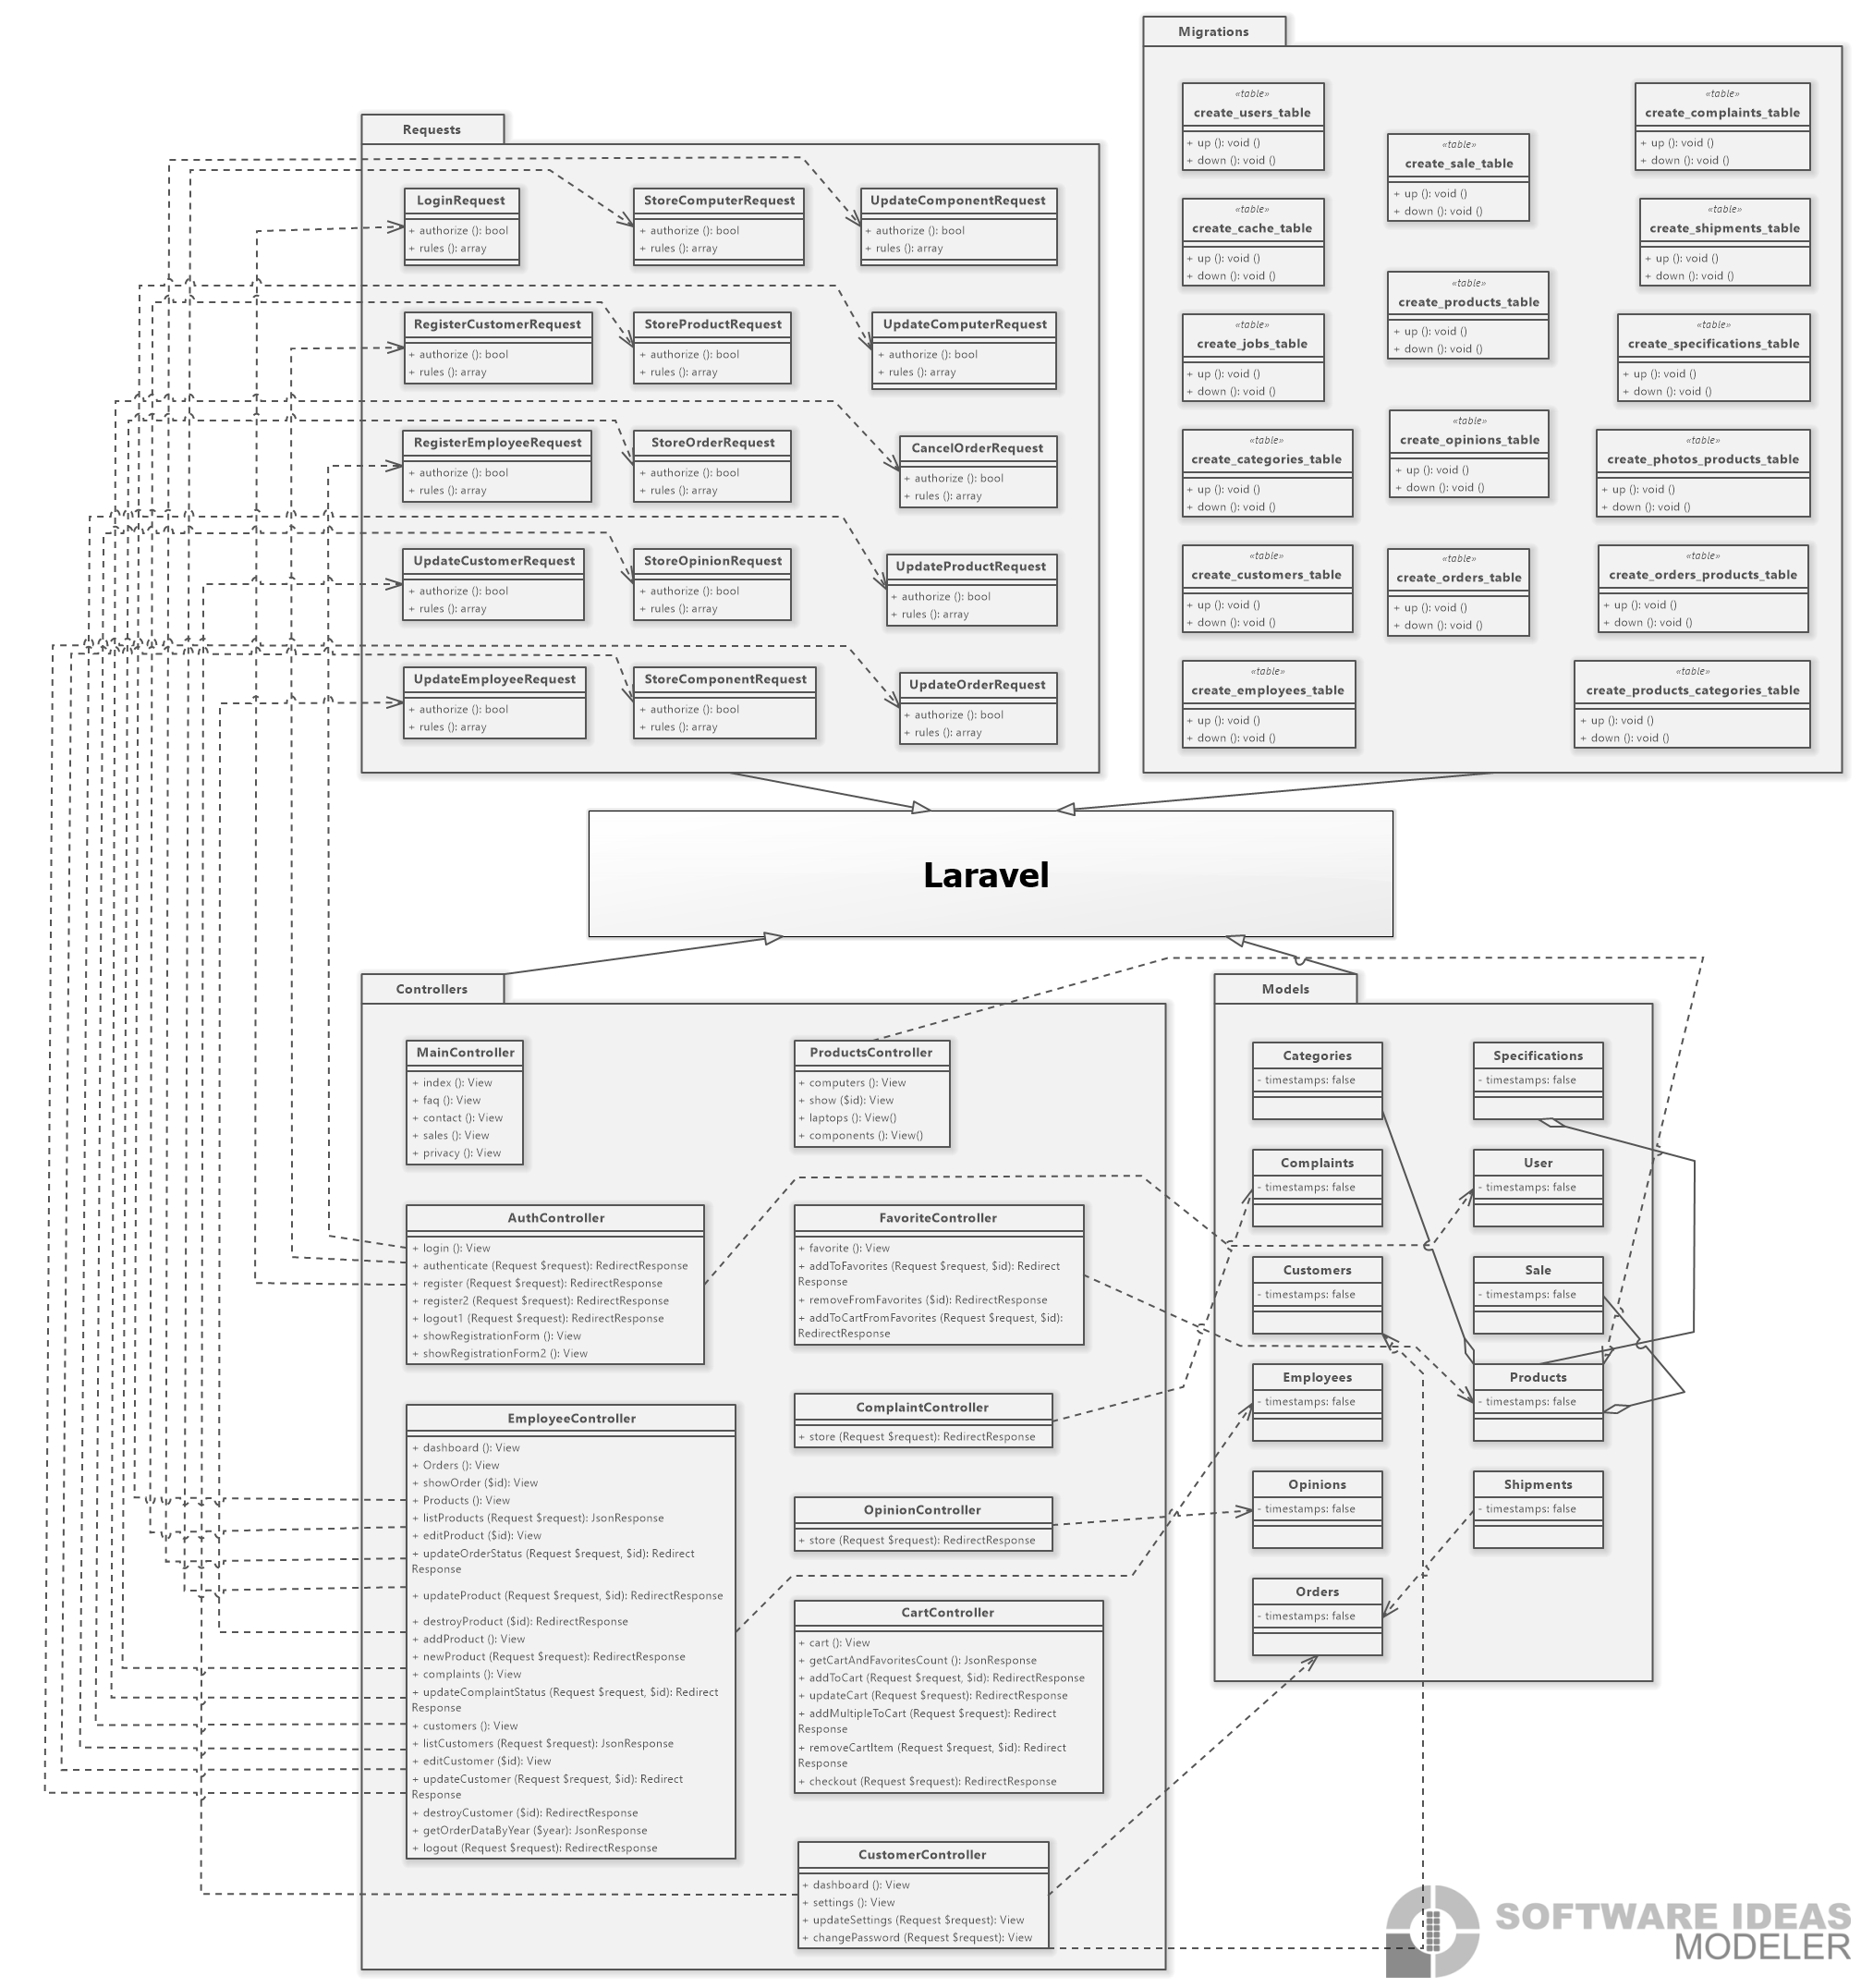 Migrations
«table»
create_users_table
+ up (): void ()
+ down (): void ()
«table»
create_cache_table
+ up (): void ()
+ down (): void ()
«table»
create_jobs_table
+ up (): void ()
+ down (): void ()
«table»
create_categories_table
+ up (): void ()
+ down (): void ()
«table»
create_customers_table
+ up (): void ()
+ down (): void ()
«table»
create_employees_table
+ up (): void ()
+ down (): void ()
«table»
create_sale_table
+ up (): void ()
+ down (): void ()
«table»
create_products_table
+ up (): void ()
+ down (): void ()
«table»
create_opinions_table
+ up (): void ()
+ down (): void ()
«table»
create_orders_table
+ up (): void ()
+ down (): void ()
«table»
create_complaints_table
+ up (): void ()
+ down (): void ()
«table»
create_shipments_table
+ up (): void ()
+ down (): void ()
«table»
create_specifications_table
+ up (): void ()
+ down (): void ()
«table»
create_photos_products_table
+ up (): void ()
+ down (): void ()
«table»
create_orders_products_table
+ up (): void ()
+ down (): void ()
«table»
create_products_categories_table
+ up (): void ()
+ down (): void ()
Requests
LoginRequest
+ authorize (): bool
+ rules (): array
RegisterCustomerRequest
+ authorize (): bool
+ rules (): array
RegisterEmployeeRequest
+ authorize (): bool
+ rules (): array
UpdateCustomerRequest
+ authorize (): bool
+ rules (): array
UpdateEmployeeRequest
+ authorize (): bool
+ rules (): array
StoreComputerRequest
+ authorize (): bool
+ rules (): array
StoreProductRequest
+ authorize (): bool
+ rules (): array
StoreOrderRequest
+ authorize (): bool
+ rules (): array
StoreOpinionRequest
+ authorize (): bool
+ rules (): array
StoreComponentRequest
+ authorize (): bool
+ rules (): array
UpdateComponentRequest
+ authorize (): bool
+ rules (): array
UpdateComputerRequest
+ authorize (): bool
+ rules (): array
CancelOrderRequest
+ authorize (): bool
+ rules (): array
UpdateProductRequest
+ authorize (): bool
+ rules (): array
UpdateOrderRequest
+ authorize (): bool
+ rules (): array
Laravel
Controllers
MainController
+ index (): View
+ faq (): View
+ contact (): View
+ sales (): View
+ privacy (): View
AuthController
+ login (): View
+ authenticate (Request $request): RedirectResponse
+ register (Request $request): RedirectResponse
+ register2 (Request $request): RedirectResponse
+ logout1 (Request $request): RedirectResponse
+ showRegistrationForm (): View
+ showRegistrationForm2 (): View
EmployeeController
+ dashboard (): View
+ Orders (): View
+ showOrder ($id): View
+ Products (): View
+ listProducts (Request $request): JsonResponse
+ editProduct ($id): View
+ updateOrderStatus (Request $request, $id): Redirect
Response
+ updateProduct (Request $request, $id): RedirectResponse
+ destroyProduct ($id): RedirectResponse
+ addProduct (): View
+ newProduct (Request $request): RedirectResponse
+ complaints (): View
+ updateComplaintStatus (Request $request, $id): Redirect
Response
+ customers (): View
+ listCustomers (Request $request): JsonResponse
+ editCustomer ($id): View
+ updateCustomer (Request $request, $id): Redirect
Response
+ destroyCustomer ($id): RedirectResponse
+ getOrderDataByYear ($year): JsonResponse
+ logout (Request $request): RedirectResponse
ProductsController
+ computers (): View
+ show ($id): View
+ laptops (): View()
+ components (): View()
FavoriteController
+ favorite (): View
+ addToFavorites (Request $request, $id): Redirect
Response
+ removeFromFavorites ($id): RedirectResponse
+ addToCartFromFavorites (Request $request, $id):
RedirectResponse
ComplaintController
+ store (Request $request): RedirectResponse
OpinionController
+ store (Request $request): RedirectResponse
CartController
+ cart (): View
+ getCartAndFavoritesCount (): JsonResponse
+ addToCart (Request $request, $id): RedirectResponse
+ updateCart (Request $request): RedirectResponse
+ addMultipleToCart (Request $request): Redirect
Response
+ removeCartItem (Request $request, $id): Redirect
Response
+ checkout (Request $request): RedirectResponse
CustomerController
+ dashboard (): View
+ settings (): View
+ updateSettings (Request $request): View
+ changePassword (Request $request): View
Models
Categories
- timestamps: false
Complaints
- timestamps: false
Customers
- timestamps: false
Employees
- timestamps: false
Opinions
- timestamps: false
Orders
- timestamps: false
Specifications
- timestamps: false
User
- timestamps: false
Sale
- timestamps: false
Products
- timestamps: false
Shipments
- timestamps: false
SOFTWARE IDEAS
MODELER